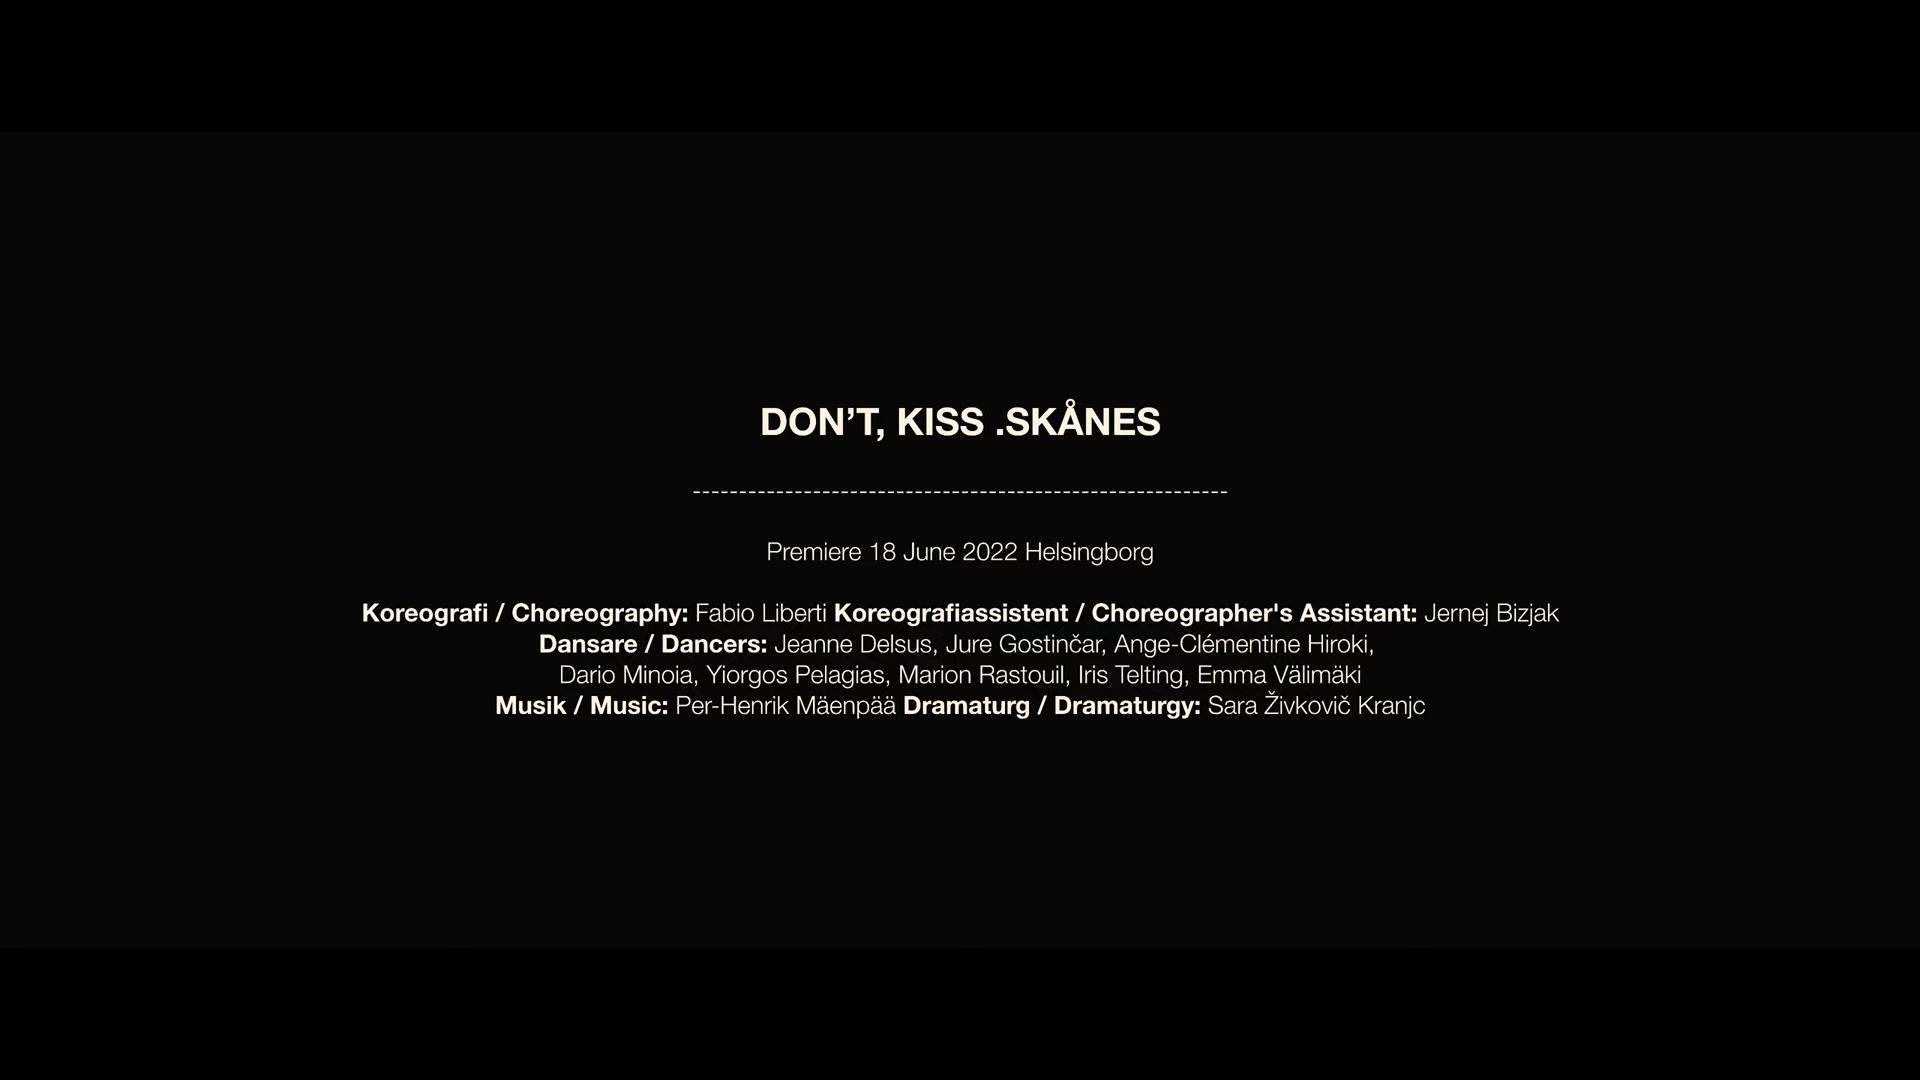 DON’T, KISS .SKÅNES
----------------------------------------------------------
Premiere 18 June 2022 Helsingborg
Koreografi / Choreography: Fabio Liberti Koreografiassistent / Choreographer's Assistant: Jernej Bizjak
Dansare / Dancers: Jeanne Delsus, Jure Gostinčar, Ange-Clémentine Hiroki,
Dario Minoia, Yiorgos Pelagias, Marion Rastouil, Iris Telting, Emma Välimäki
Musik / Music: Per-Henrik Mäenpää Dramaturg / Dramaturgy: Sara Živkovič Kranjc